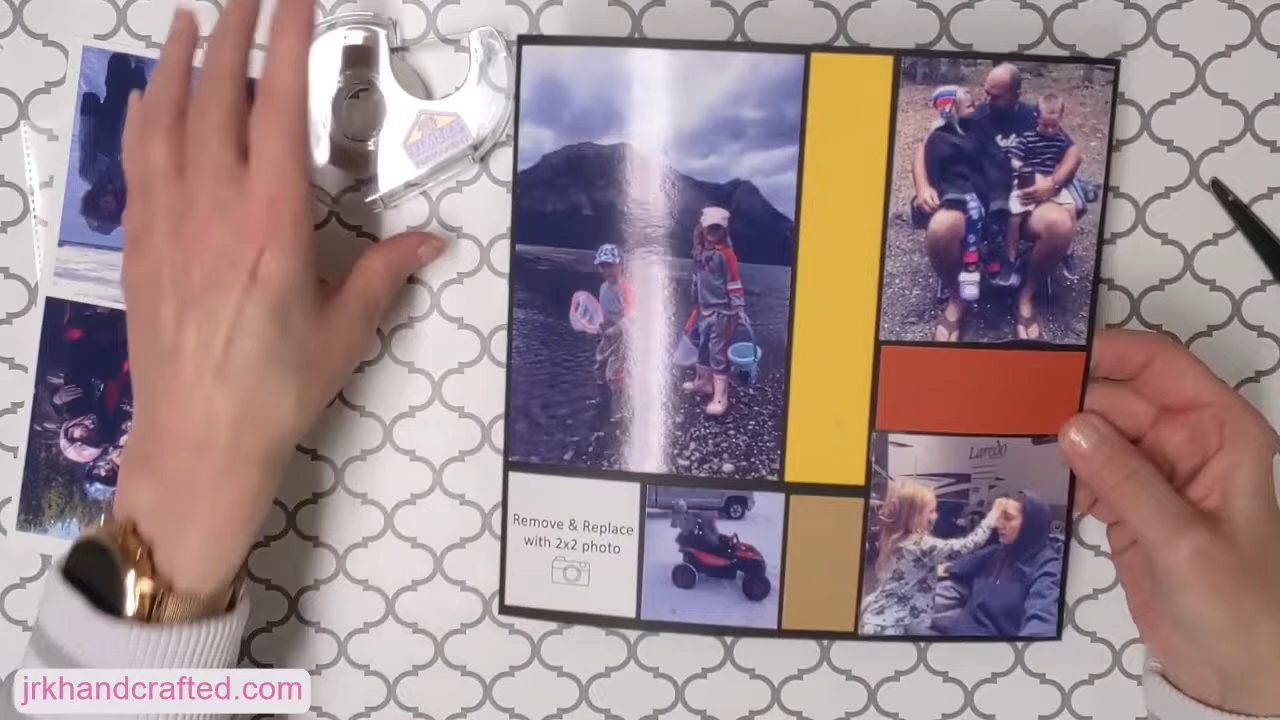 Laredo
Remove & Replace
with 2x2 photo
jrkhandcrafted.com